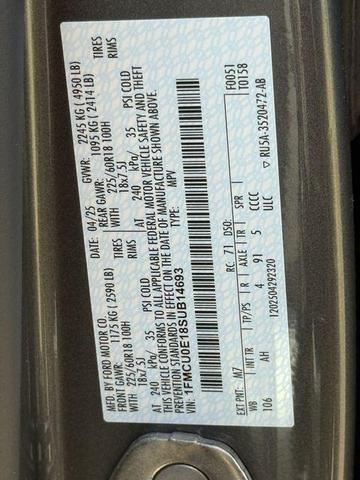 MFD. BY FORD MOTOR CO.
DATE: 04/25 GVWR: 2245 KG ( 4950 LB)
FRONT GAWR: 1175 KG ( 2590 LB) REAR GAWR: 1095 KG ( 2414 LB)
WITH 225/60R18 100H TIRES WITH 225/60R18 100H TIRES
18x7.5J RIMS 18x7.5J RIMS
AT 240 kPa/ 35 PSI COLD AT 240 kPa/ 35 PSI COLD
THIS VEHICLE CONFORMS TO ALL APPLICABLE FEDERAL MOTOR VEHICLE SAFETY AND THEFT
PREVENTION STANDARDS IN EFFECT ON THE DATE OF MANUFACTURE SHOWN ABOVE.
VIN: 1FMCU0E18SUB14693
TYPE: MPV
F0051
T0158
EXT PNT: M7 RC: 71 DSO:
WB INT TR TP/PS R AXLE TR SPR
106 AH 4 91 5 CCCC
ULC
1202504292320
RU5A-3520472-AB